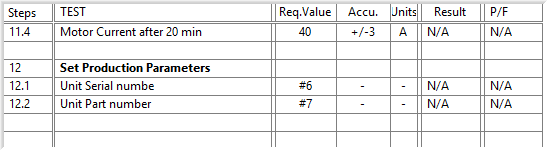 Steps TEST Req.Value Accu. Units Result P/F
11.4 Motor Current after 20 min 40 +/-3 A N/A N/A
12 Set Production Parameters
12.1 Unit Serial numbe #6 - - N/A N/A
12.2 Unit Part number #7 - - N/A N/A